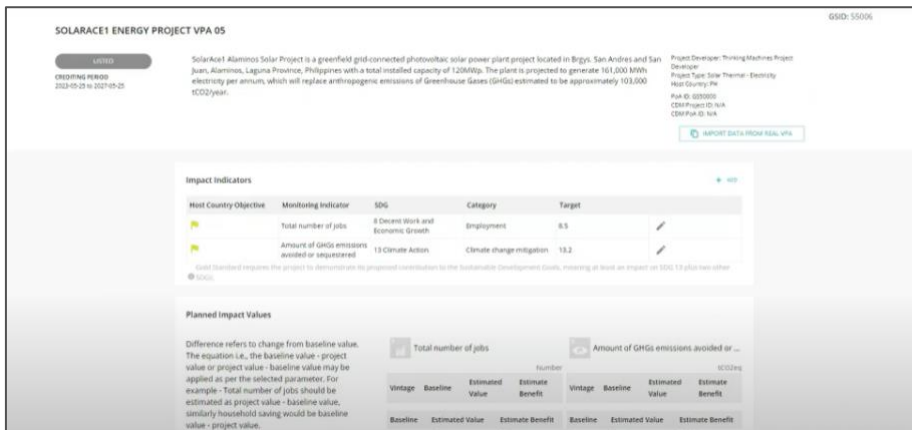 GSID: 55006
SOLARACE1 ENERGY PROJECT VPA 05
LISTED
CREDITING PERIOD
2023-05-25 to 2027-05-25
SolarAce1 Alaminos Solar Project is a greenfield grid-connected photovoltaic solar power plant project located in Brgys. San Andres and San
Juan, Alaminos, Laguna Province, Philippines with a total installed capacity of 120MWp. The plant is projected to generate 161,000 MWh
electricity per annum, which will replace anthropogenic emissions of Greenhouse Gases (GHGs) estimated to be approximately 103,000
tCO2/year.
Project Developer: Thinking Machines Project
Developer
Project Type: Solar Thermal - Electricity
Host Country: PH
PoA ID: GS50000
CDM Project ID: N/A
CDM PoA ID: N/A
IMPORT DATA FROM REAL VPA
Impact Indicators
+ ADD
Host Country Objective Monitoring Indicator SDG Category Target
Total number of jobs 8 Decent Work and Economic Growth Employment 8.5
Amount of GHGs emissions avoided or sequestered 13 Climate Action Climate change mitigation 13.2
Gold Standard requires the project to demonstrate its proposed contribution to the Sustainable Development Goals, meaning at least an impact on SDG 13 plus two other
SDGs
Planned Impact Values
Difference refers to change from baseline value.
The equation i.e., the baseline value - project
value or project value - baseline value may be
applied as per the selected parameter. For
example - Total number of jobs should be
estimated as project value - baseline value,
similarly household saving would be baseline
value - project value.
Total number of jobs
Number
Vintage Baseline Estimated Value Estimate Benefit
Baseline Estimated Value Estimate Benefit
Amount of GHGs emissions avoided or ...
tCO2eq
Vintage Baseline Estimated Value Estimate Benefit
Baseline Estimated Value Estimate Benefit